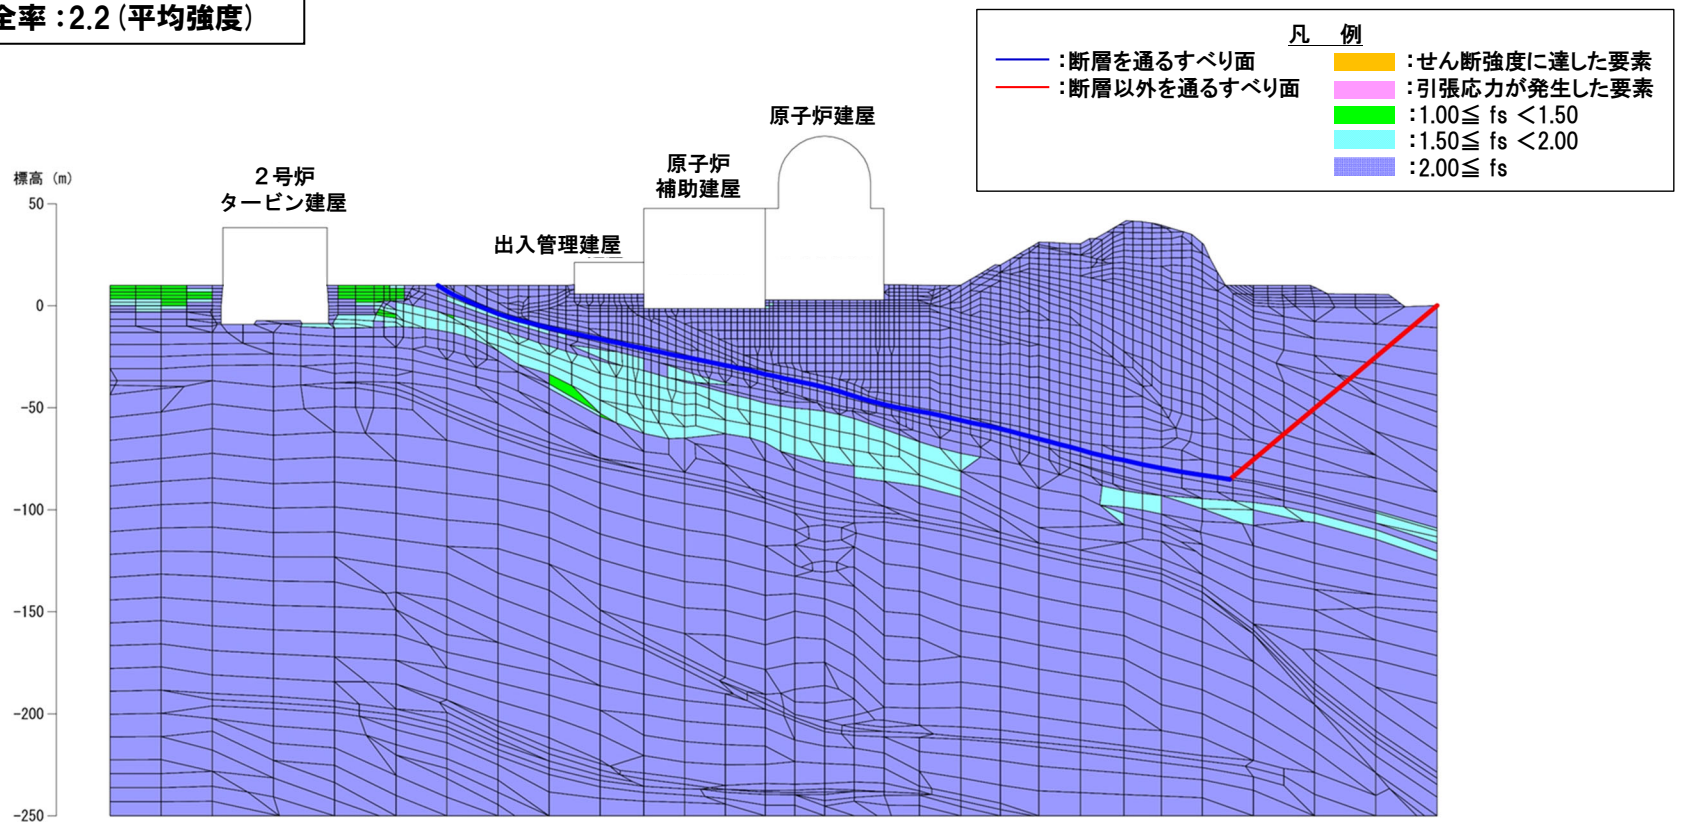 全率：2.2（平均強度）
凡　例
：断層を通るすべり面
：断層以外を通るすべり面
：せん断強度に達した要素
：引張応力が発生した要素
：1.00≦ fs ＜1.50
：1.50≦ fs ＜2.00
：2.00≦ fs
原子炉建屋
原子炉
補助建屋
２号炉
タービン建屋
出入管理建屋
標高（m）
50
0
-50
-100
-150
-200
-250